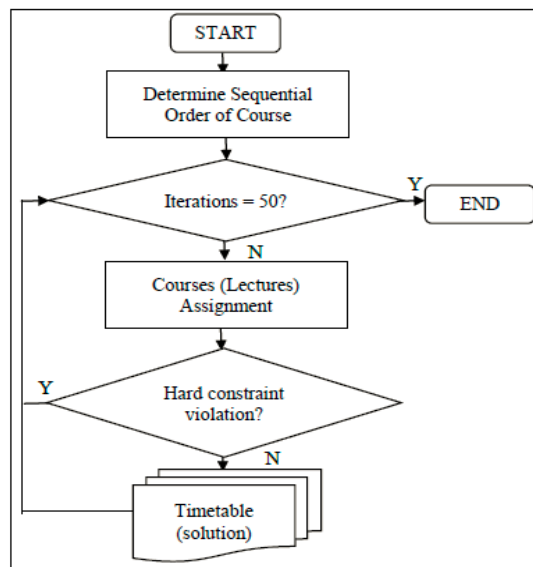 START
Determine Sequential
Order of Course
Iterations = 50?
Y
END
N
Courses (Lectures)
Assignment
Y
Hard constraint
violation?
N
Timetable
(solution)